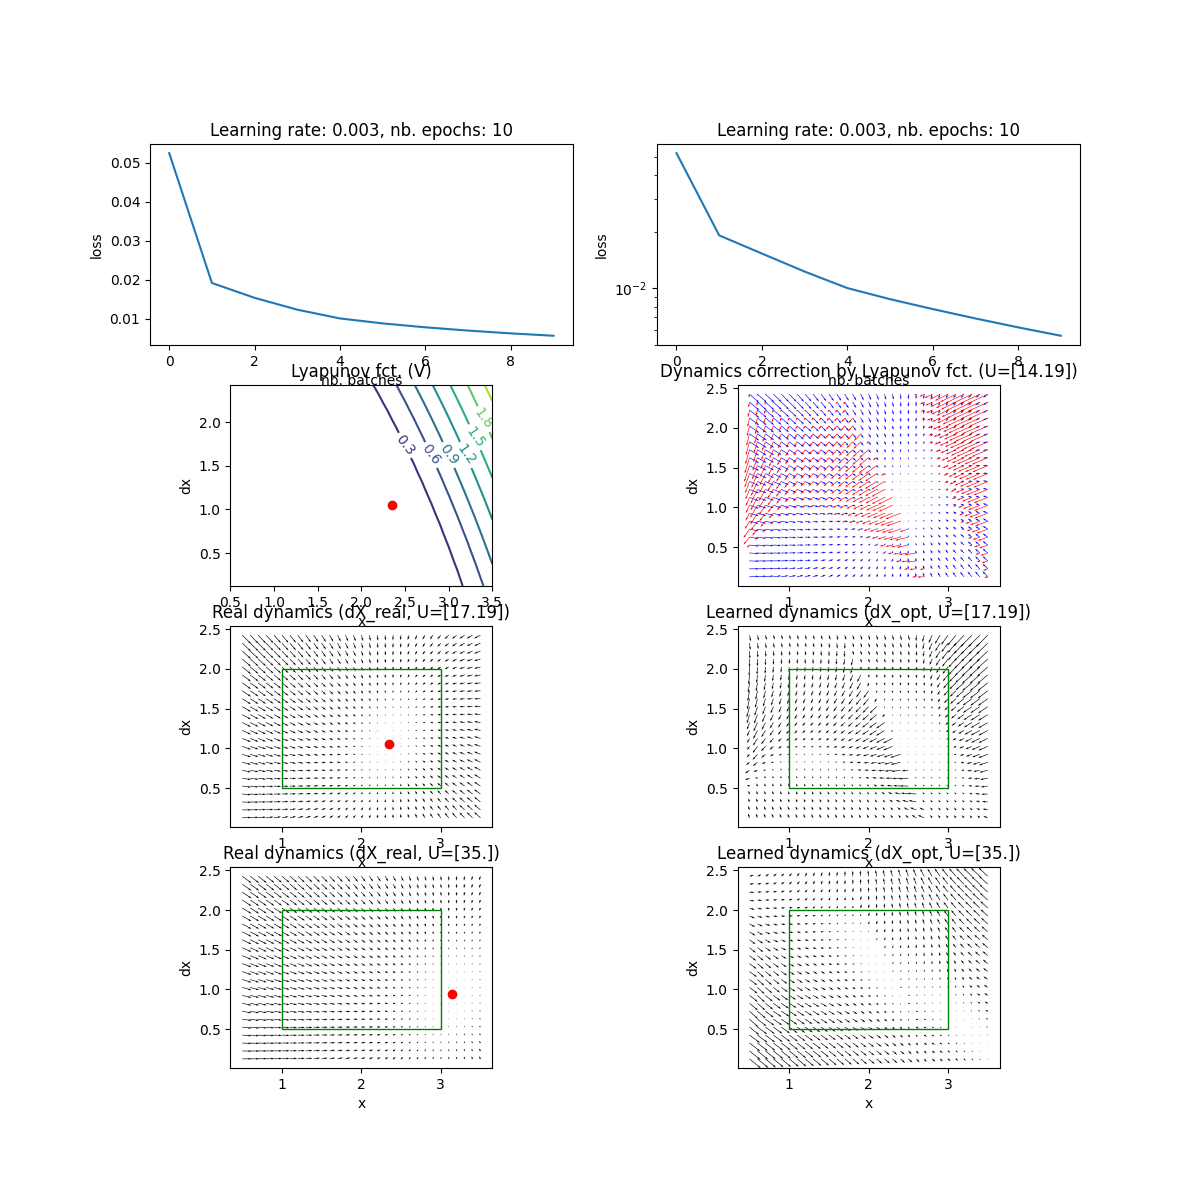 Learning rate: 0.003, nb. epochs: 10
0.05
0.04
0.03
0.02
0.01
loss
0 2 4 6 8
nb. batches
Learning rate: 0.003, nb. epochs: 10
10⁻²
loss
0 2 4 6 8
nb. batches
Lyapunov fct. (V)
2.0
1.5
1.0
0.5
dx
0.3 0.6 0.9 1.2 1.5 1.8
0.5 1.0 1.5 2.0 2.5 3.0 3.5
x
Dynamics correction by Lyapunov fct. (U=[14.19])
2.5
2.0
1.5
1.0
0.5
dx
1 2 3
x
Real dynamics (dX_real, U=[17.19])
2.5
2.0
1.5
1.0
0.5
dx
1 2 3
x
Learned dynamics (dX_opt, U=[17.19])
2.5
2.0
1.5
1.0
0.5
dx
1 2 3
x
Real dynamics (dX_real, U=[35.])
2.5
2.0
1.5
1.0
0.5
dx
1 2 3
x
Learned dynamics (dX_opt, U=[35.])
2.5
2.0
1.5
1.0
0.5
dx
1 2 3
x